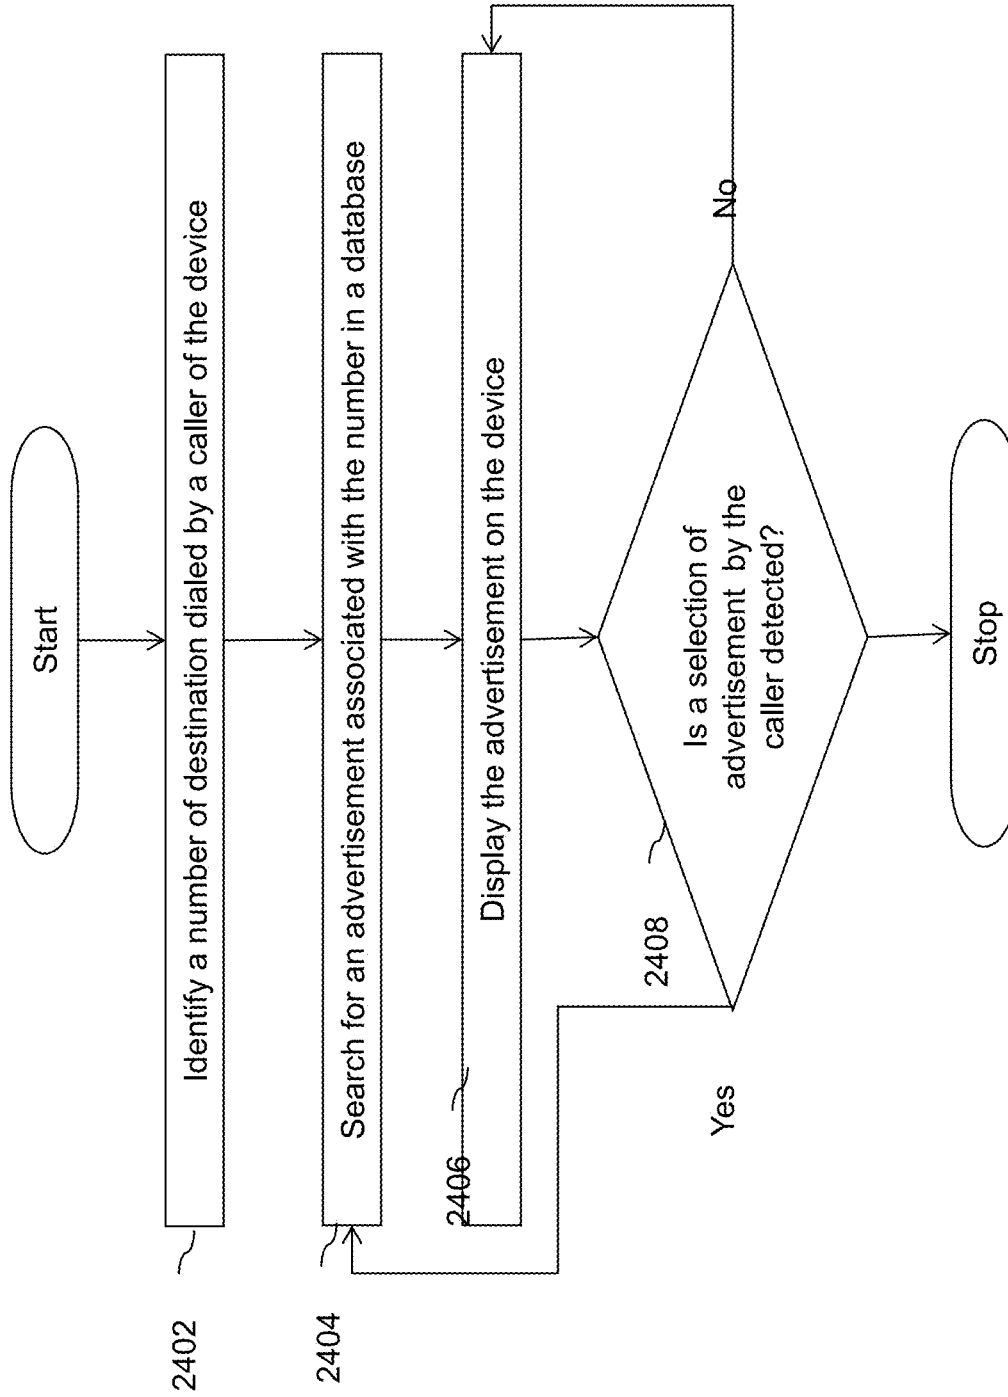 Start
Identify a number of destination dialed by a caller of the device
2402
Search for an advertisement associated with the number in a database
2404
Display the advertisement on the device
2406
Is a selection of
advertisement by the
caller detected?
2408
No
Yes
Stop